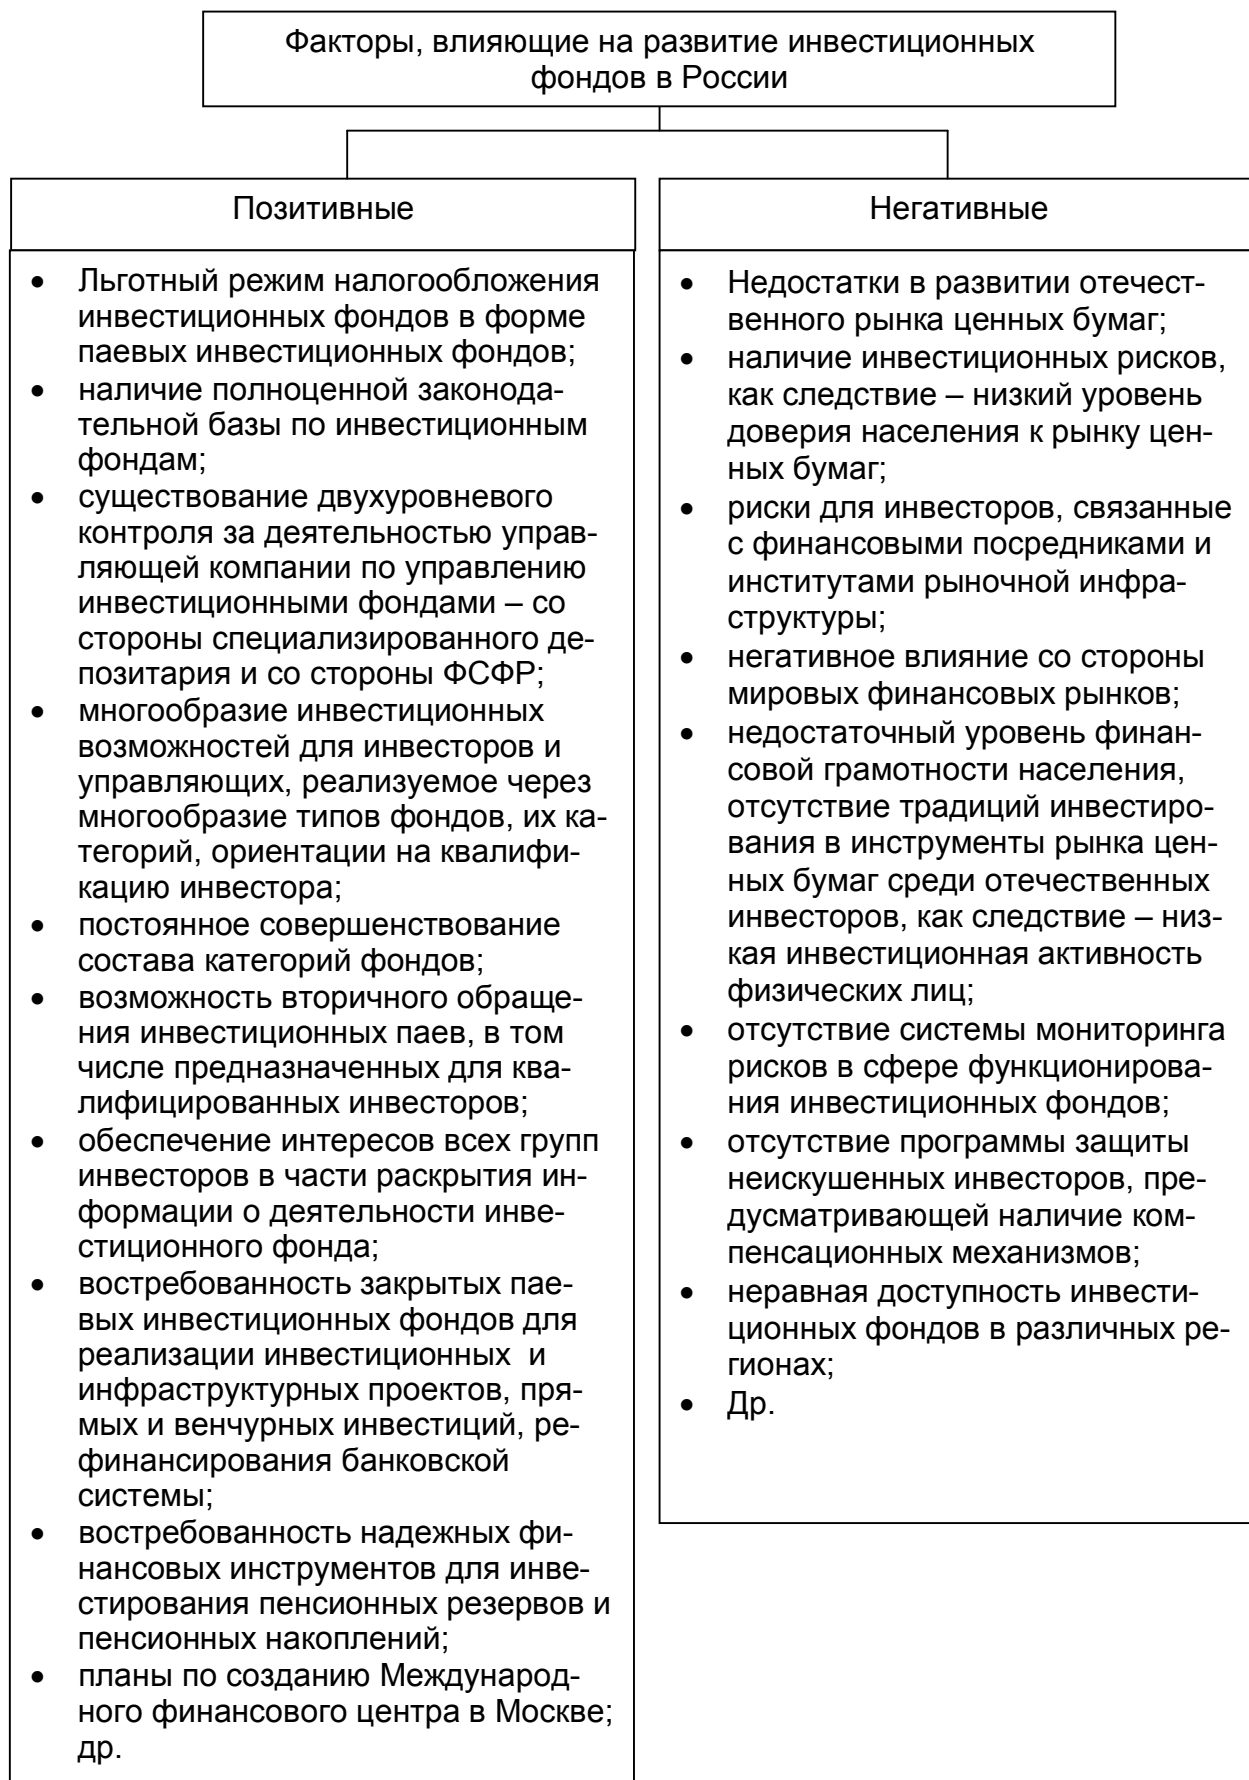 Факторы, влияющие на развитие инвестиционных
фондов в России
Позитивные
• Льготный режим налогообложения
инвестиционных фондов в форме
паевых инвестиционных фондов;
• наличие полноценной законода-
тельной базы по инвестиционным
фондам;
• существование двухуровневого
контроля за деятельностью управ-
ляющей компании по управлению
инвестиционными фондами – со
стороны специализированного де-
позитария и со стороны ФСФР;
• многообразие инвестиционных
возможностей для инвесторов и
управляющих, реализуемое через
многообразие типов фондов, их ка-
тегорий, ориентации на квалифи-
кацию инвестора;
• постоянное совершенствование
состава категорий фондов;
• возможность вторичного обраще-
ния инвестиционных паев, в том
числе предназначенных для ква-
лифицированных инвесторов;
• обеспечение интересов всех групп
инвесторов в части раскрытия ин-
формации о деятельности инве-
стиционного фонда;
• востребованность закрытых пае-
вых инвестиционных фондов для
реализации инвестиционных и
инфраструктурных проектов, пря-
мых и венчурных инвестиций, ре-
финансирования банковской
системы;
• востребованность надежных фи-
нансовых инструментов для инве-
стирования пенсионных резервов и
пенсионных накоплений;
• планы по созданию Международ-
ного финансового центра в Москве;
др.
Негативные
• Недостатки в развитии отечест-
венного рынка ценных бумаг;
• наличие инвестиционных рисков,
как следствие – низкий уровень
доверия населения к рынку цен-
ных бумаг;
• риски для инвесторов, связанные
с финансовыми посредниками и
институтами рыночной инфра-
структуры;
• негативное влияние со стороны
мировых финансовых рынков;
• недостаточный уровень финан-
совой грамотности населения,
отсутствие традиций инвестиро-
вания в инструменты рынка цен-
ных бумаг среди отечественных
инвесторов, как следствие – низ-
кая инвестиционная активность
физических лиц;
• отсутствие системы мониторинга
рисков в сфере функционирова-
ния инвестиционных фондов;
• отсутствие программы защиты
неискушенных инвесторов, пре-
дусматривающей наличие ком-
пенсационных механизмов;
• неравная доступность инвести-
ционных фондов в различных ре-
гионах;
• Др.